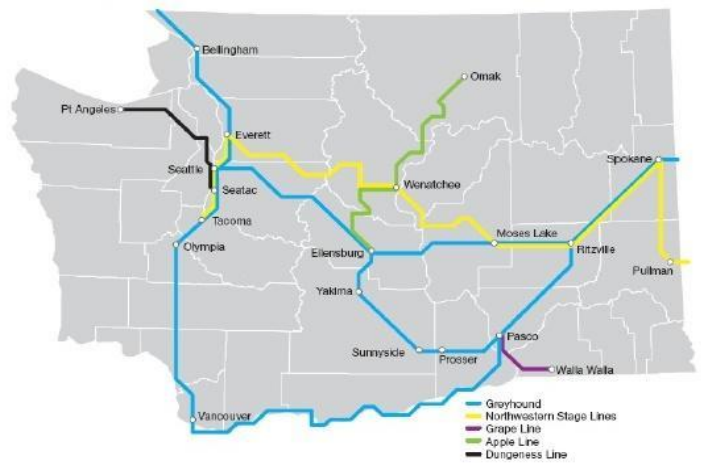 Bellingham
Omak
Pt Angeles
Everett
Seattle
Spokane
Wenatchee
Seatac
Tacoma
Moses Lake
Olympia
Ellensburg
Ritzville
Yakima
Pullman
Pasco
Sunnyside
Prosser
Walla Walla
Vancouver
Greyhound
Northwestern Stage Lines
Grape Line
Apple Line
Dungeness Line